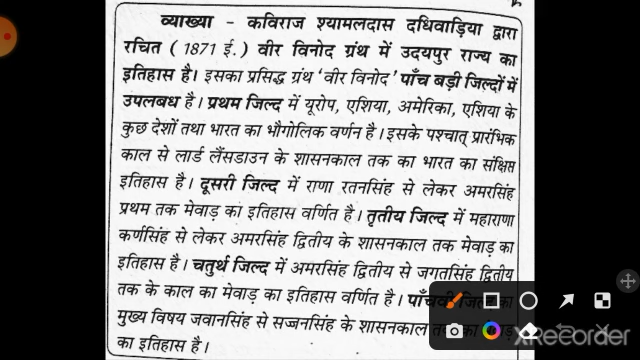 व्याख्या - कविराज श्यामलदास दधिवाड़िया द्वारा
रचित ( 1871 ई. ) वीर विनोद ग्रंथ में उदयपुर राज्य का
इतिहास है। इसका प्रसिद्ध ग्रंथ 'वीर विनोद' पाँच बड़ी जिल्दों में
उपलबध है। प्रथम जिल्द में यूरोप, एशिया, अमेरिका, एशिया के
कुछ देशों तथा भारत का भौगोलिक वर्णन है। इसके पश्चात् प्रारंभिक
काल से लार्ड लैंसडाउन के शासनकाल तक का भारत का संक्षिप्त
इतिहास है। दूसरी जिल्द में राणा रतनसिंह से लेकर अमरसिंह
प्रथम तक मेवाड़ का इतिहास वर्णित है। तृतीय जिल्द में महाराणा
कर्णसिंह से लेकर अमरसिंह द्वितीय के शासनकाल तक मेवाड़ का
इतिहास है। चतुर्थ जिल्द में अमरसिंह द्वितीय से जगतसिंह द्वितीय
तक के काल का मेवाड़ का इतिहास वर्णित है। पाँचवी जिल्द का
मुख्य विषय जवानसिंह से सज्जनसिंह के शासनकाल का
का इतिहास है।
XRecorder